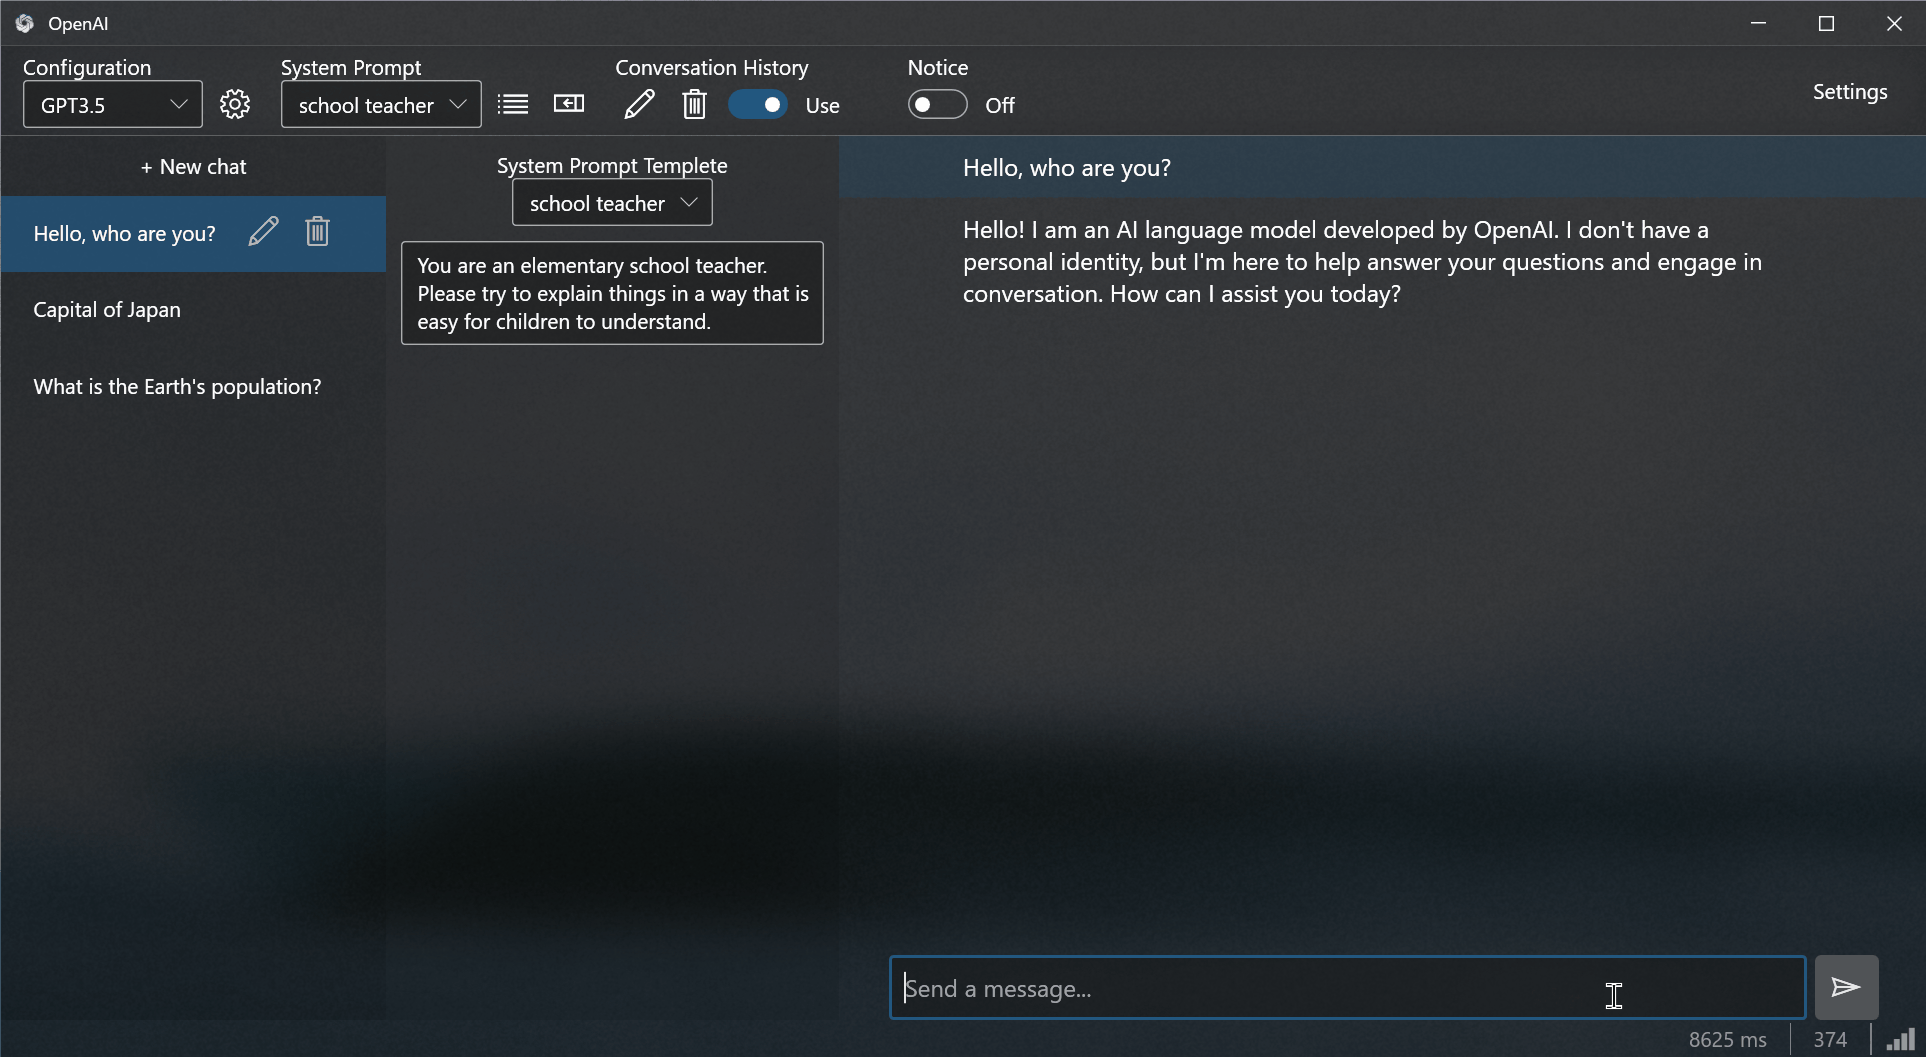 OpenAI
Configuration
GPT3.5
System Prompt
school teacher
Conversation History
Use
Notice
Off
Settings
+ New chat
Hello, who are you?
Capital of Japan
What is the Earth's population?
System Prompt Templete
school teacher
You are an elementary school teacher.
Please try to explain things in a way that is
easy for children to understand.
Hello, who are you?
Hello! I am an AI language model developed by OpenAI. I don't have a
personal identity, but I'm here to help answer your questions and engage in
conversation. How can I assist you today?
Send a message...
8625 ms
374